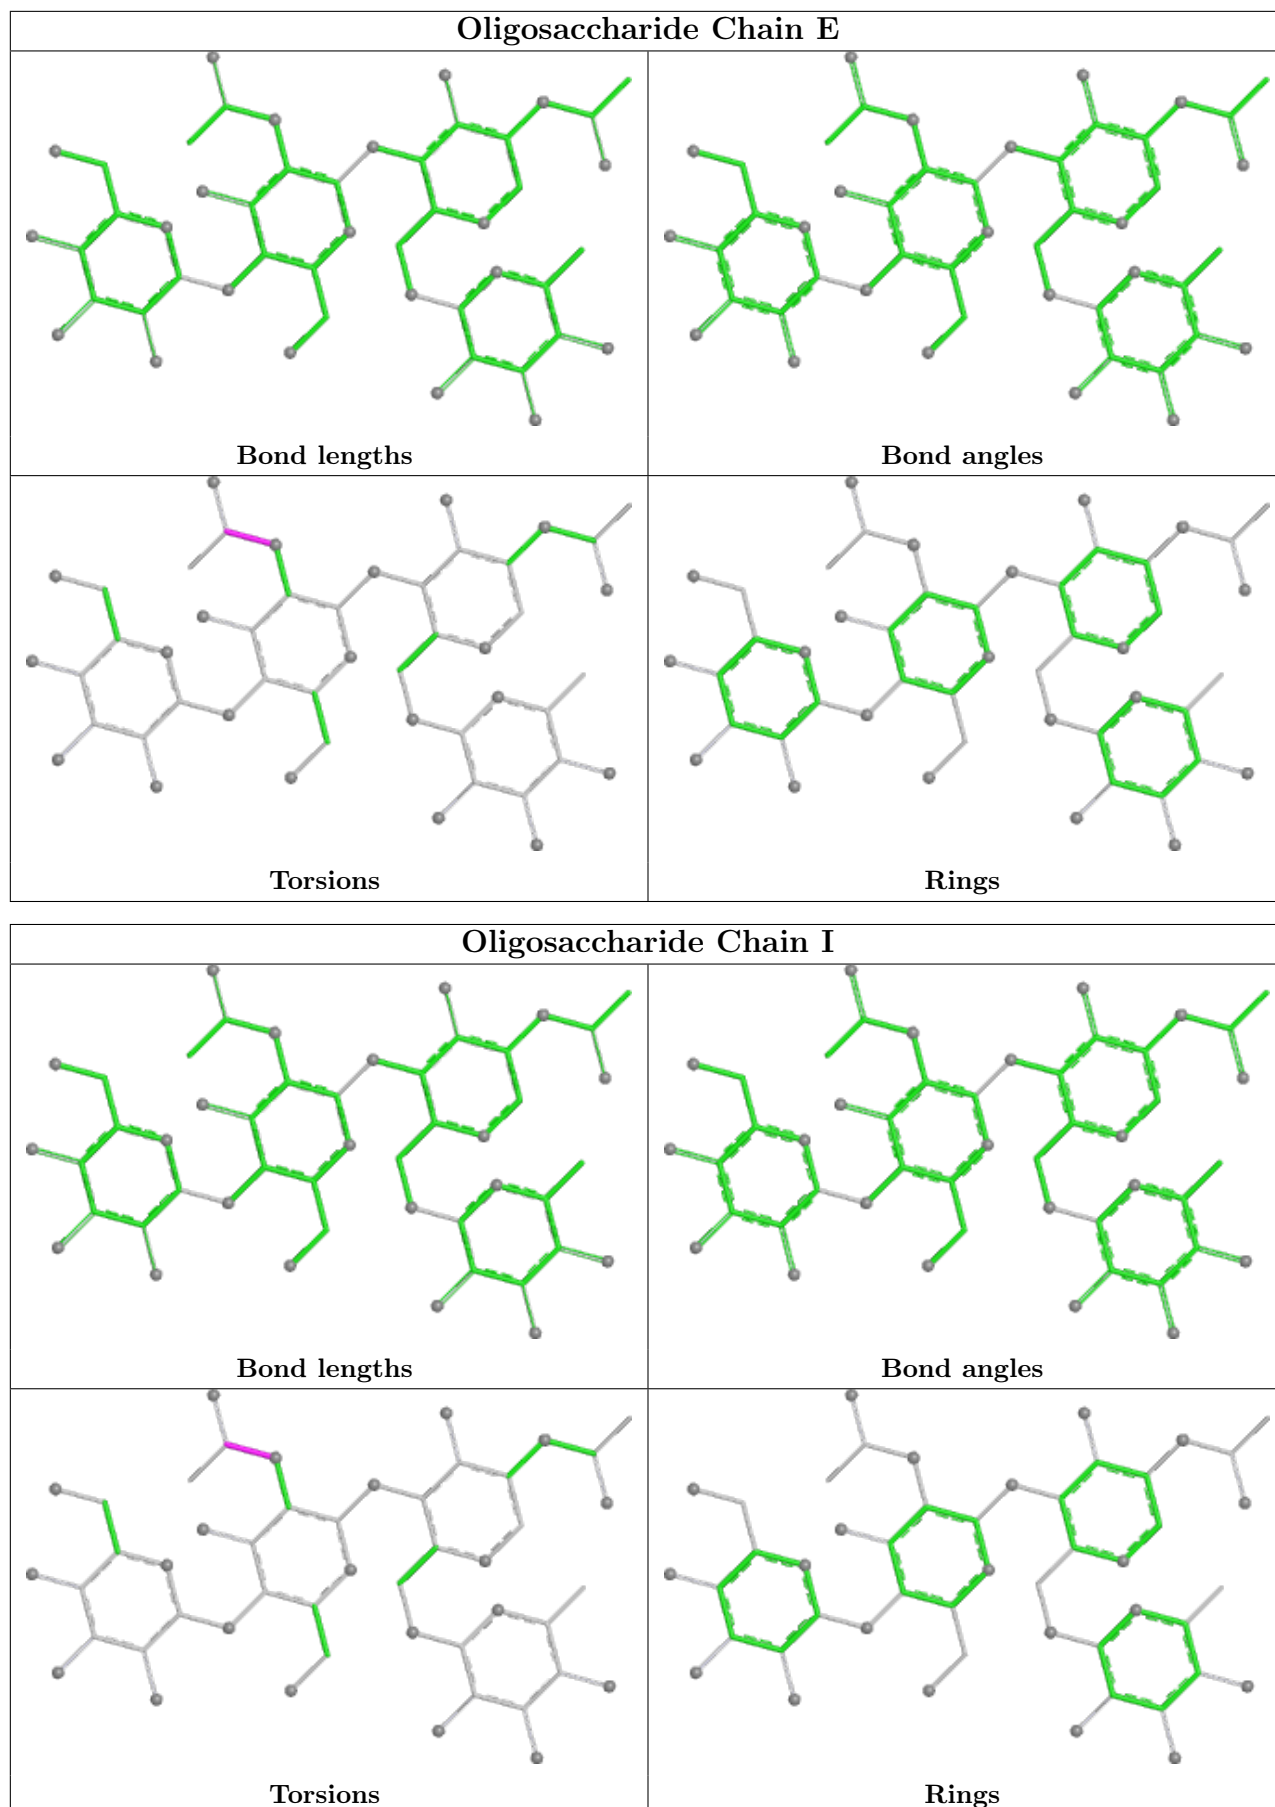 Oligosaccharide Chain E
Bond lengths
Bond angles
Torsions
Rings
Oligosaccharide Chain I
Bond lengths
Bond angles
Torsions
Rings